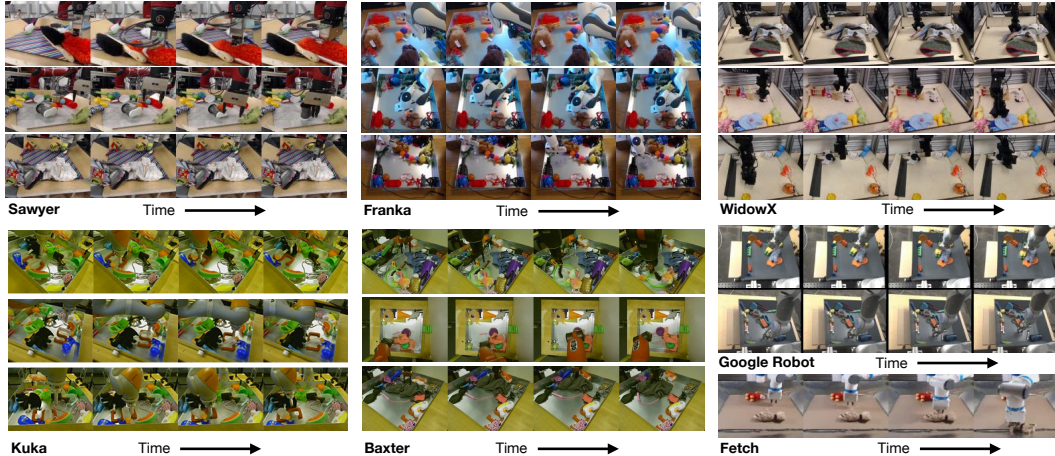 Sawyer Time
Franka Time
WidowX Time
Google Robot Time
Kuka Time
Baxter Time
Fetch Time